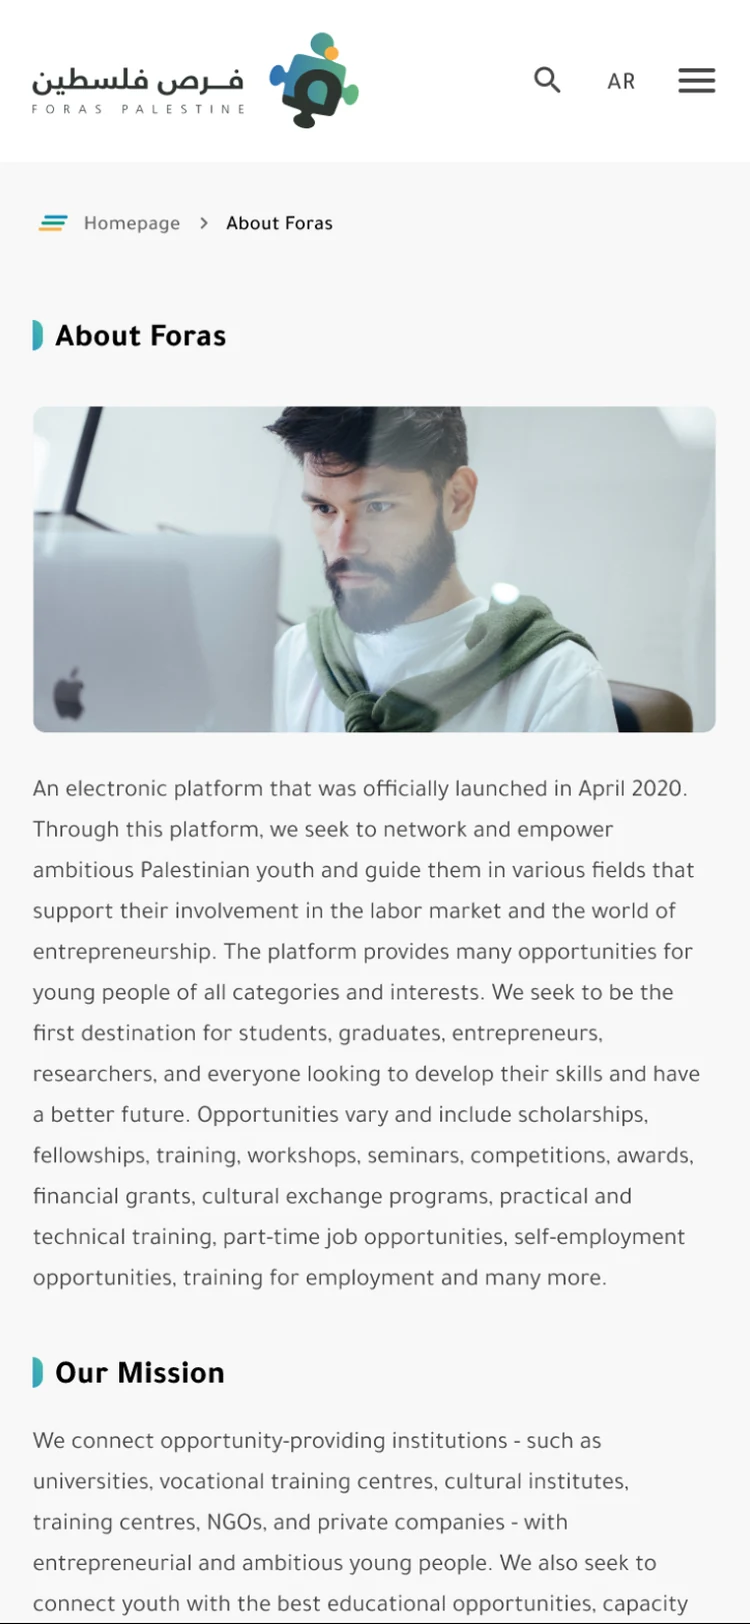 فرص فلسطين
FORAS PALESTINE
AR
Homepage > About Foras
About Foras
An electronic platform that was officially launched in April 2020.
Through this platform, we seek to network and empower
ambitious Palestinian youth and guide them in various fields that
support their involvement in the labor market and the world of
entrepreneurship. The platform provides many opportunities for
young people of all categories and interests. We seek to be the
first destination for students, graduates, entrepreneurs,
researchers, and everyone looking to develop their skills and have
a better future. Opportunities vary and include scholarships,
fellowships, training, workshops, seminars, competitions, awards,
financial grants, cultural exchange programs, practical and
technical training, part-time job opportunities, self-employment
opportunities, training for employment and many more.
Our Mission
We connect opportunity-providing institutions - such as
universities, vocational training centres, cultural institutes,
training centres, NGOs, and private companies - with
entrepreneurial and ambitious young people. We also seek to
connect youth with the best educational opportunities, capacity